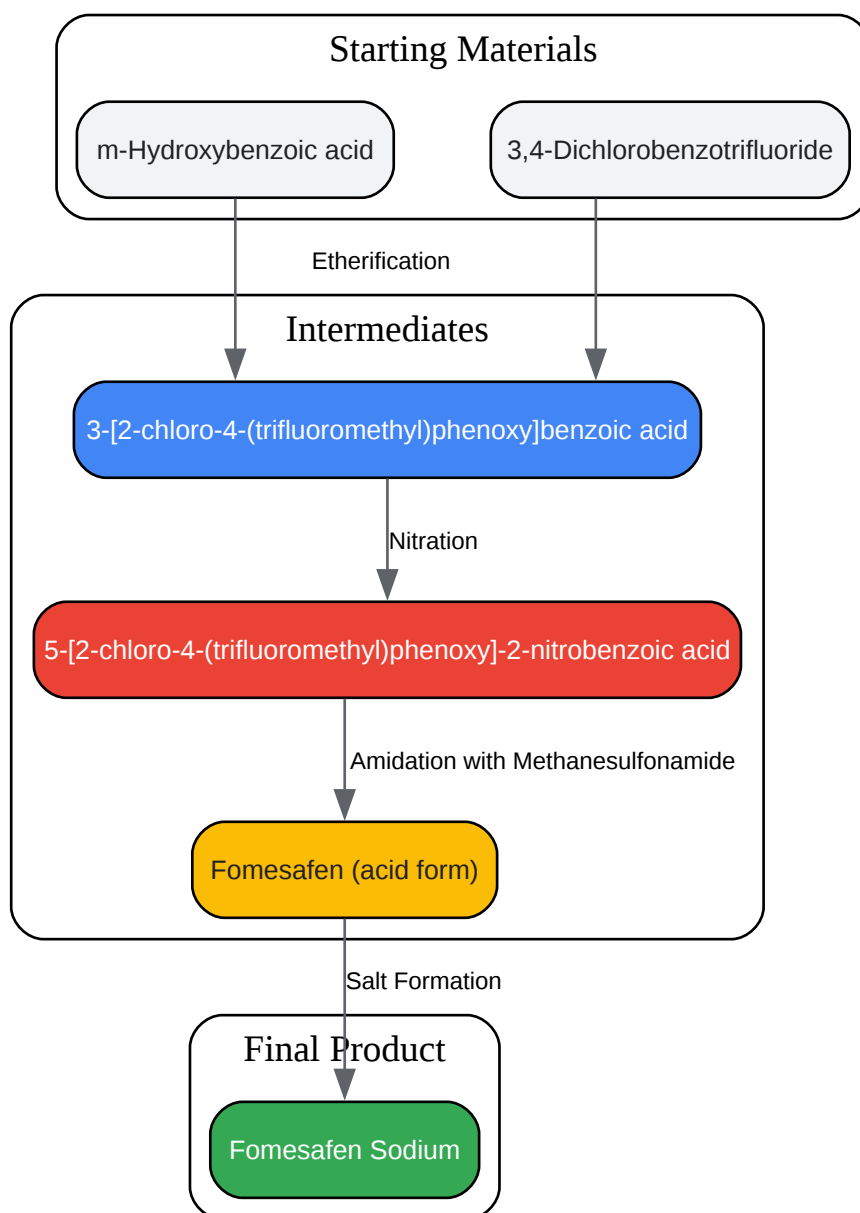 Starting Materials
m-Hydroxybenzoic acid
3,4-Dichlorobenzotrifluoride
Etherification
Intermediates
3-[2-chloro-4-(trifluoromethyl)phenoxy]benzoic acid
Nitration
5-[2-chloro-4-(trifluoromethyl)phenoxy]-2-nitrobenzoic acid
Amidation with Methanesulfonamide
Fomesafen (acid form)
Salt Formation
Final Product
Fomesafen Sodium